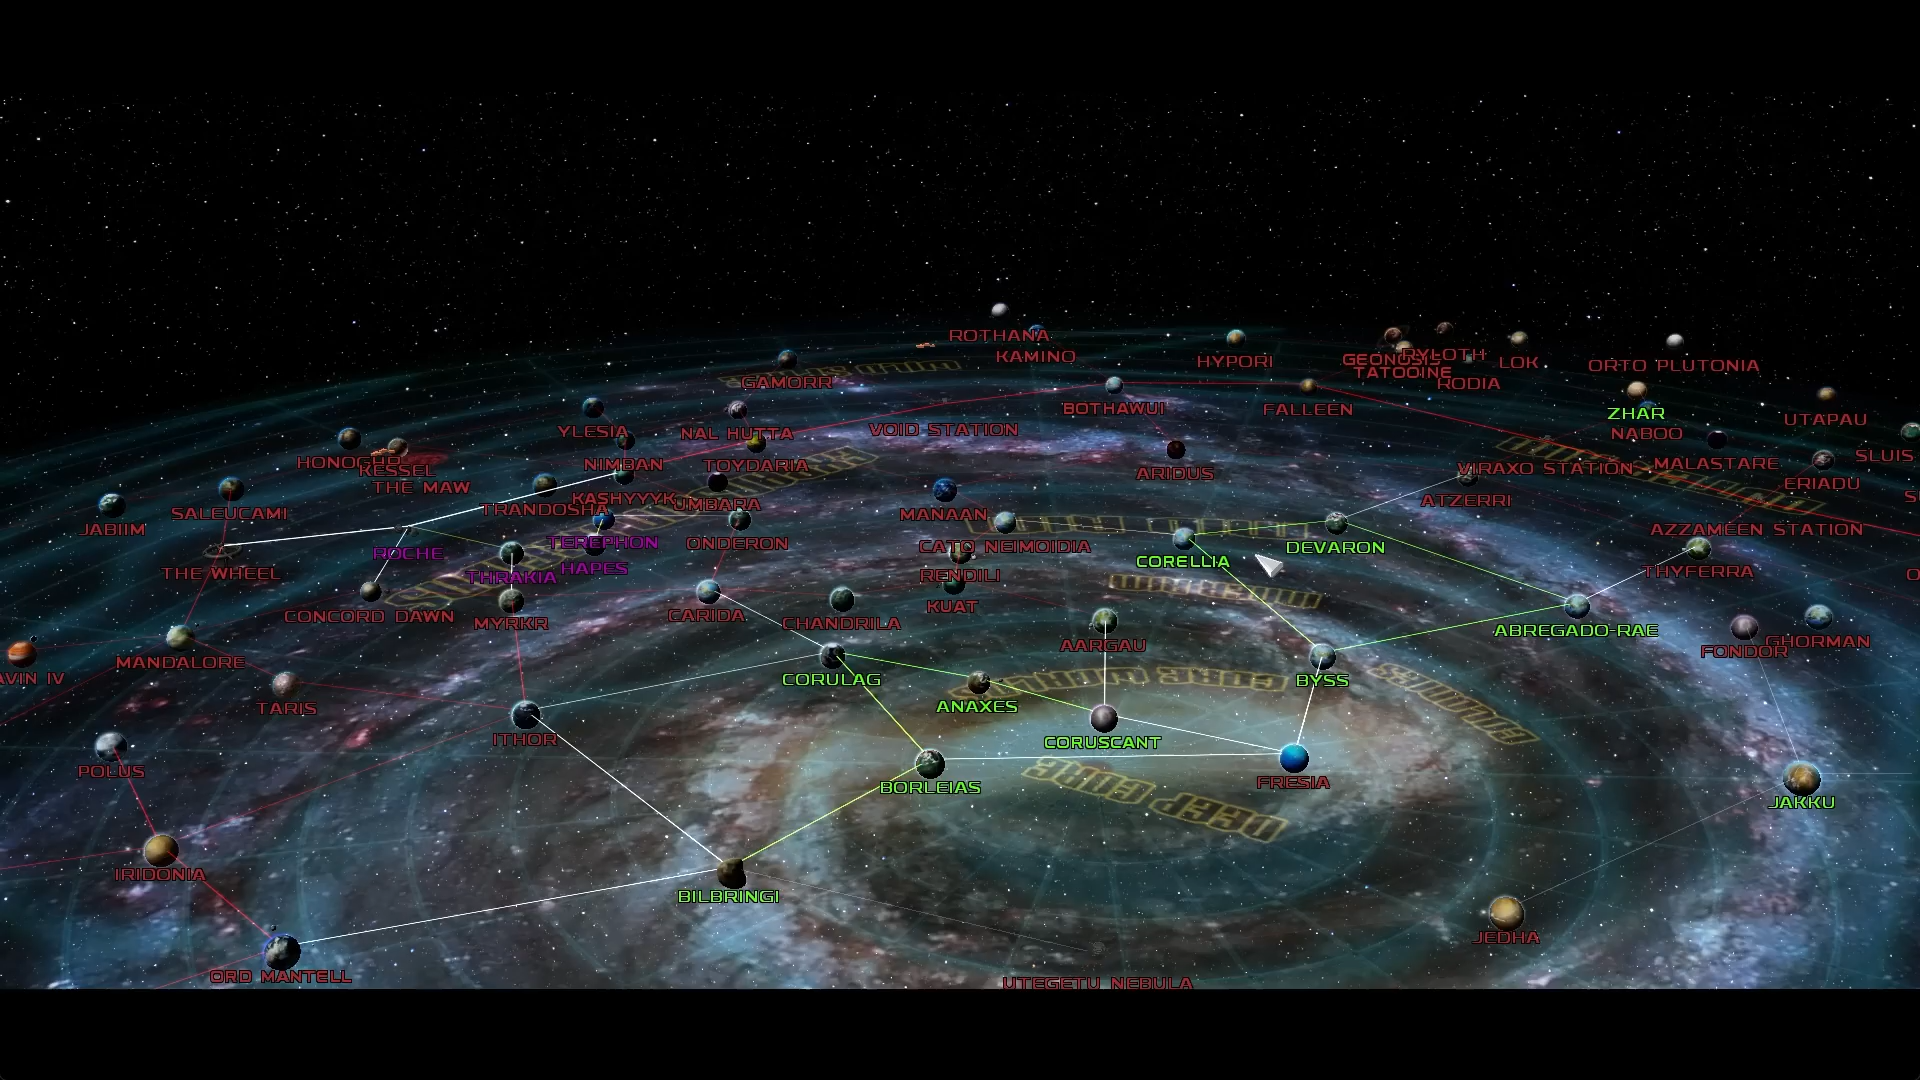 ROTHANA
KAMINO
HYPORI
GEONOSIS
RYLOTH
TATOOINE
LOK
RODIA
ORTO PLUTONIA
GAMORR
BOTHAWUI
FALLEEN
ZHAR
NABOO
UTAPAU
YLESIA
NAL HUTTA
VOID STATION
HONOGHR
KESSEL
THE MAW
NIMBAN
TOYDARIA
ARIDUS
VIRAXO STATION
MALASTARE
SLUIS
ERIADU
SALEUCAMI
TRANDOSHA
KASHYYYK
UMBARA
MANAAN
ATZERRI
JABIIM
ROCHE
TEREPHON
ONDERON
CATO NEIMOIDIA
CORELLIA
DEVARON
AZZAMEEN STATION
THE WHEEL
THRAKIA
HAPES
RENDILI
THYFERRA
CONCORD DAWN
MYRKR
CARIDA
CHANDRILA
KUAT
AARGAU
ABREGADO-RAE
FONDOR
GHORMAN
AVIN IV
MANDALORE
CORULAG
CORE WORLDS
BYSS
TARIS
ANAXES
ITHOR
CORUSCANT
POLUS
BORLEIAS
DEEP CORE
FRESIA
JAKKU
IRIDONIA
BILBRINGI
JEDHA
ORD MANTELL
UTEGETU NEBULA